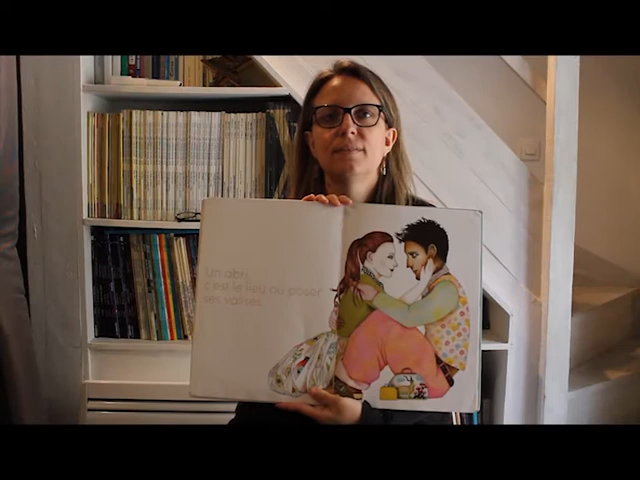 Un abri,
c'est le lieu où poser
ses valises.